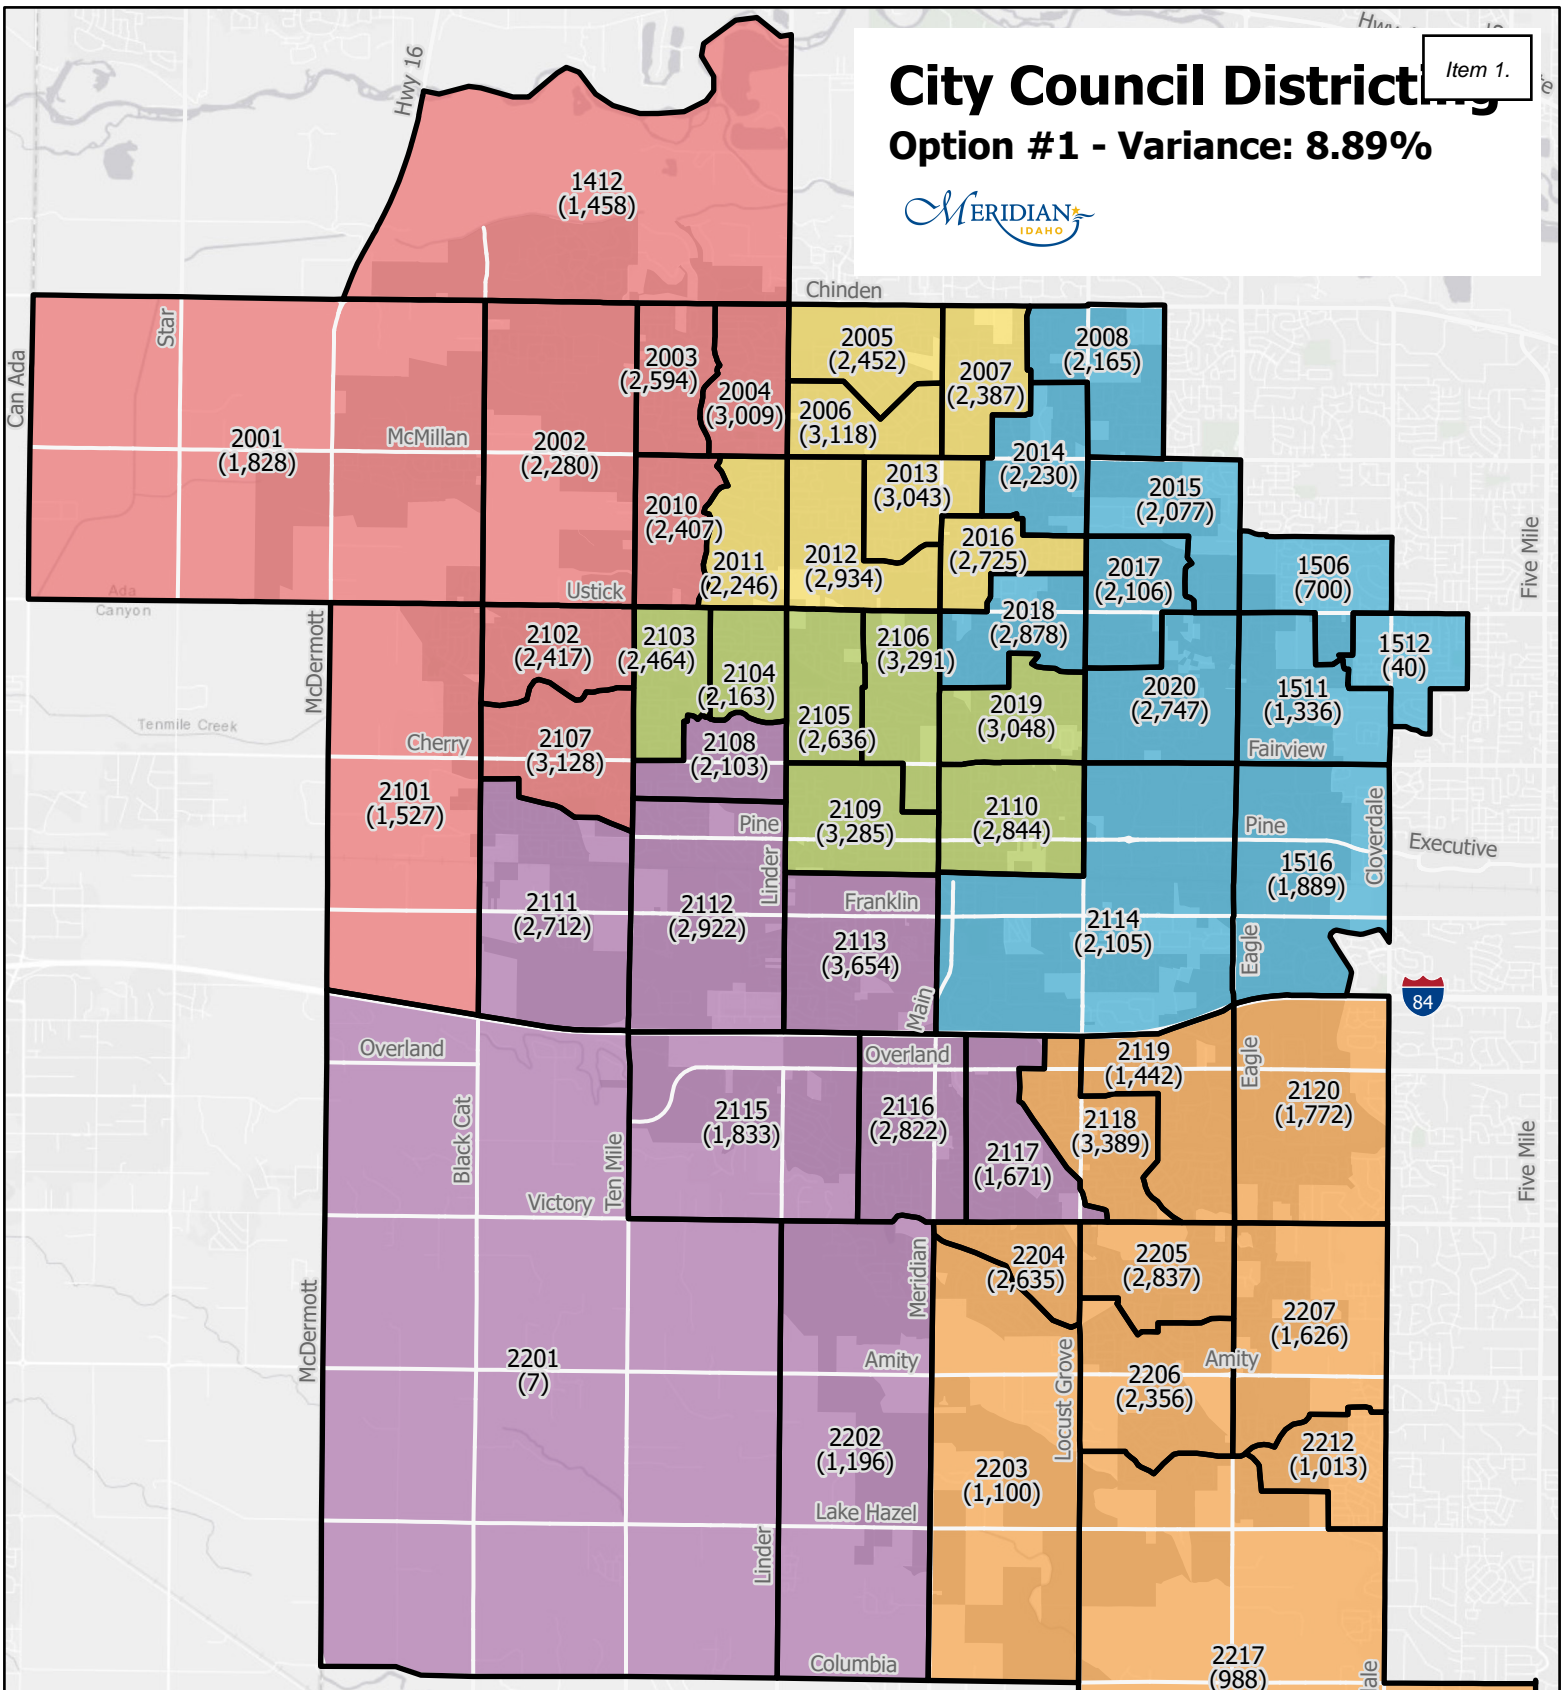 Hwy
Item 1.
City Council Districting
Option #1 - Variance: 8.89%
MERIDIAN
IDAHO
Hwy 16
1412
(1,458)
Chinden
Star
Can Ada
2003
(2,594)
2004
(3,009)
2005
(2,452)
2006
(3,118)
2007
(2,387)
2008
(2,165)
2001
(1,828)
McMillan
2002
(2,280)
2010
(2,407)
2011
(2,246)
2012
(2,934)
2013
(3,043)
2014
(2,230)
2015
(2,077)
2016
(2,725)
2017
(2,106)
1506
(700)
Five Mile
Ada
Canyon
Ustick
McDermott
2102
(2,417)
2103
(2,464)
2104
(2,163)
2106
(3,291)
2018
(2,878)
1512
(40)
2105
(2,636)
2019
(3,048)
2020
(2,747)
1511
(1,336)
Tenmile Creek
Cherry
2107
(3,128)
2108
(2,103)
Fairview
2101
(1,527)
2109
(3,285)
2110
(2,844)
Pine
Pine
Cloverdale
Executive
Linder
1516
(1,889)
2111
(2,712)
2112
(2,922)
Franklin
2113
(3,654)
2114
(2,105)
Eagle
Main
84
Overland
Overland
2119
(1,442)
Eagle
2120
(1,772)
Black Cat
Ten Mile
2115
(1,833)
2116
(2,822)
2117
(1,671)
2118
(3,389)
Five Mile
Victory
McDermott
Meridian
2204
(2,635)
2205
(2,837)
2207
(1,626)
2201
(7)
Amity
Locust Grove
Amity
2206
(2,356)
2202
(1,196)
2203
(1,100)
2212
(1,013)
Lake Hazel
Linder
Columbia
2217
(988)